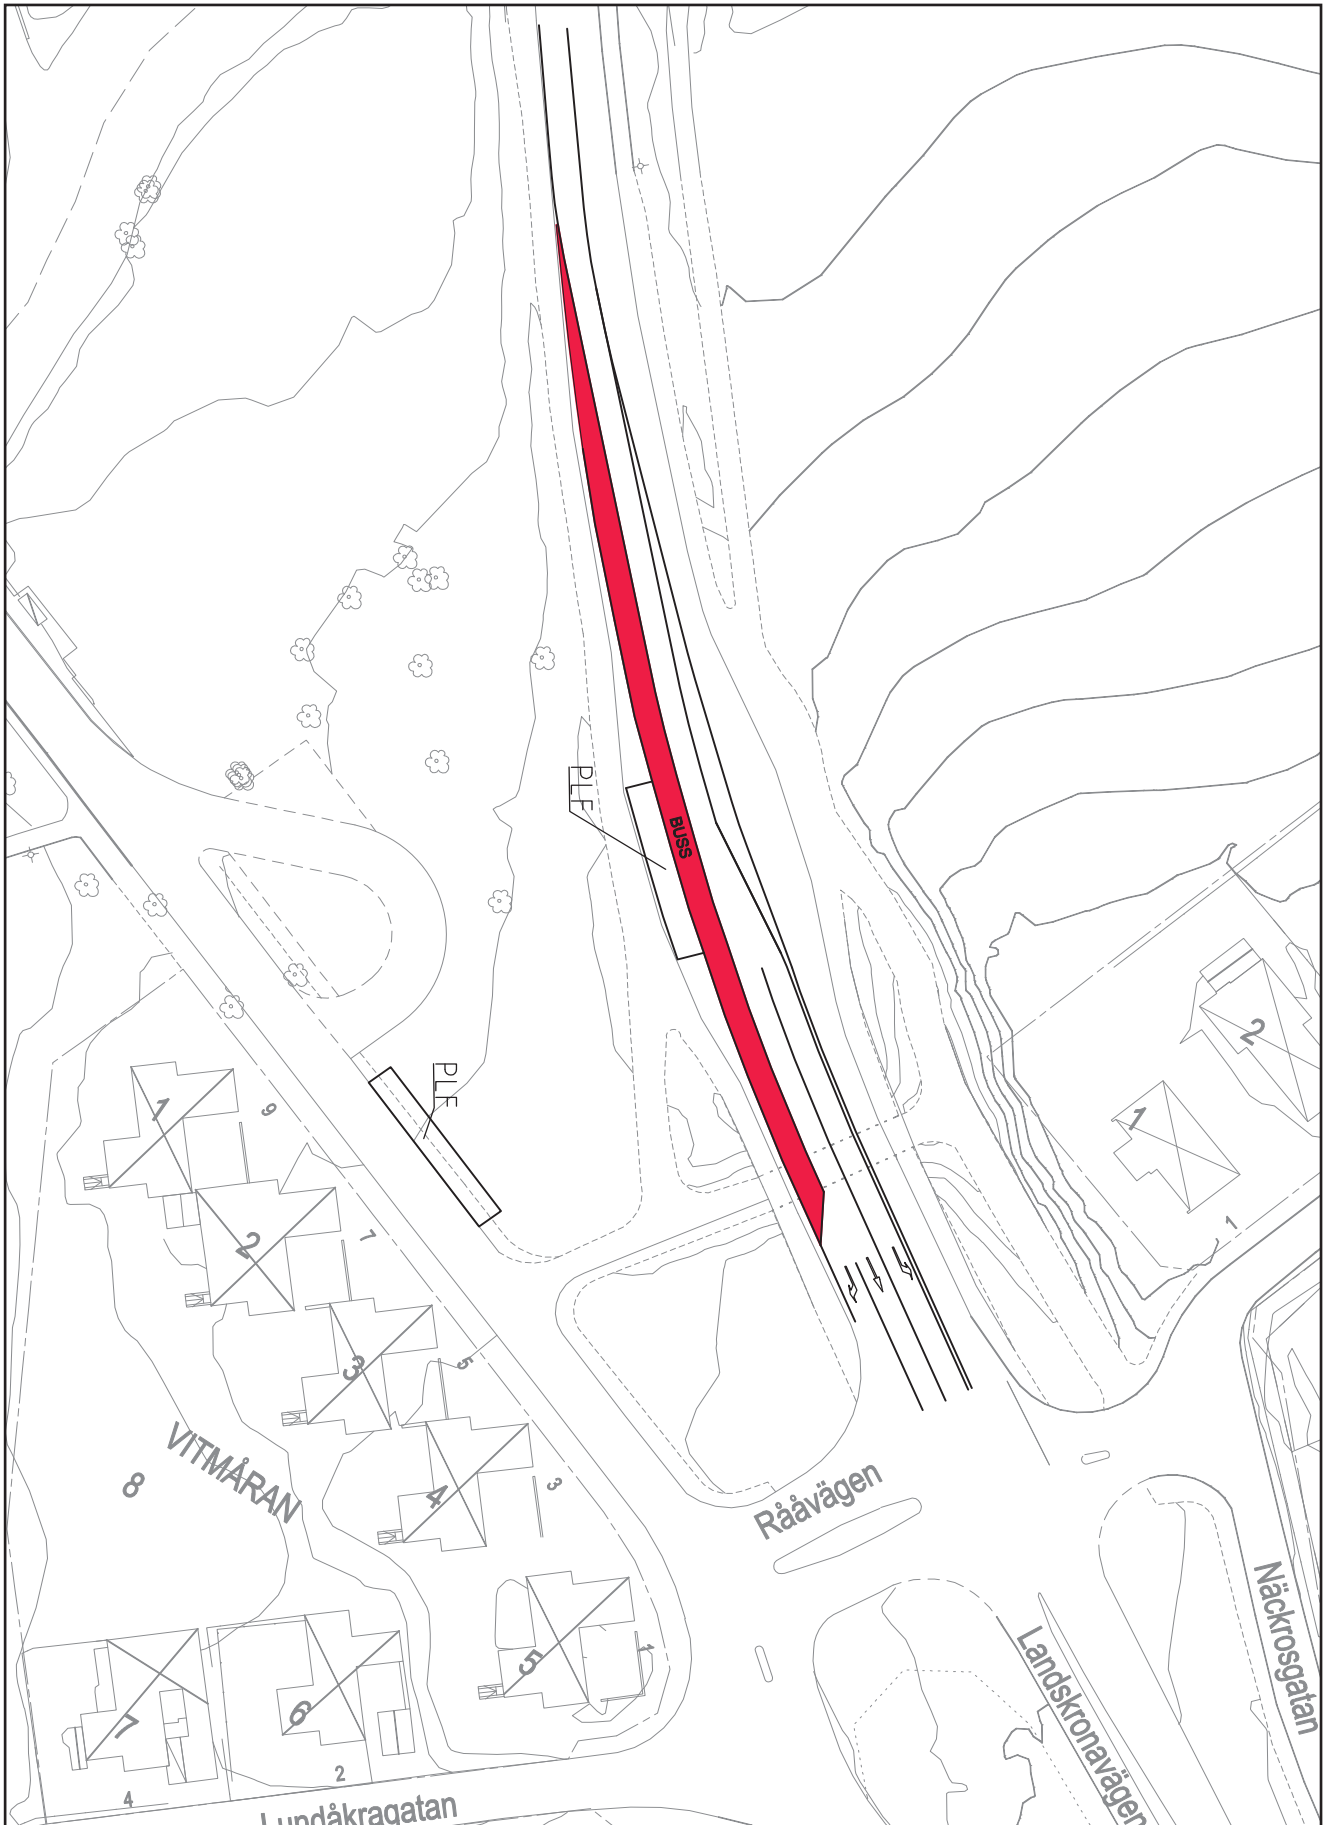 PLF
BUSS
2
1
1
PLF
1
9
2
7
3
5
VITMÅRAN
8
4
3
Rååvägen
Näckrosgatan
Landskronavägen
5
1
6
7
2
4
Lundåkragatan